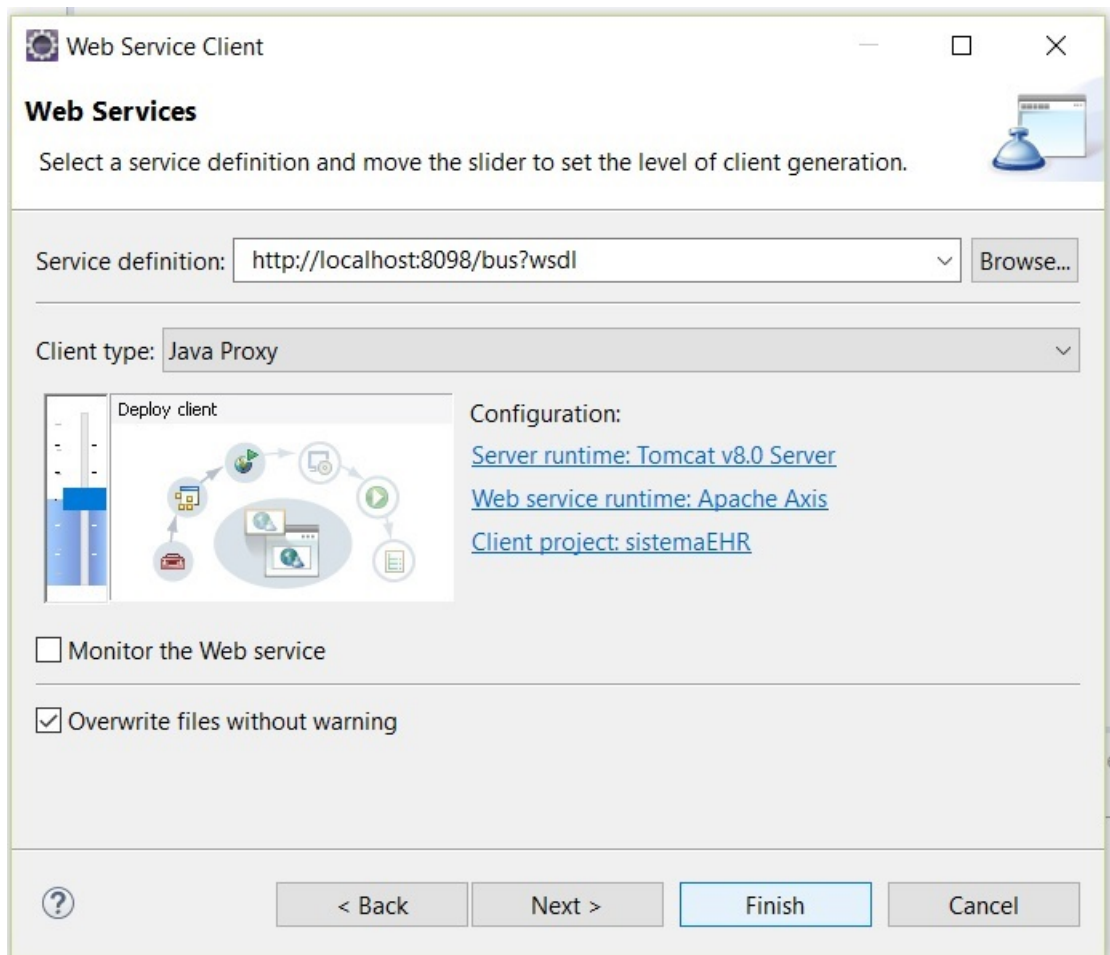 Web Service Client
Web Services
Select a service definition and move the slider to set the level of client generation.
Service definition: http://localhost:8098/bus?wsdl Browse...
Client type: Java Proxy
Deploy client
Configuration:
Server runtime: Tomcat v8.0 Server
Web service runtime: Apache Axis
Client project: sistemaEHR
Monitor the Web service
Overwrite files without warning
? < Back Next > Finish Cancel